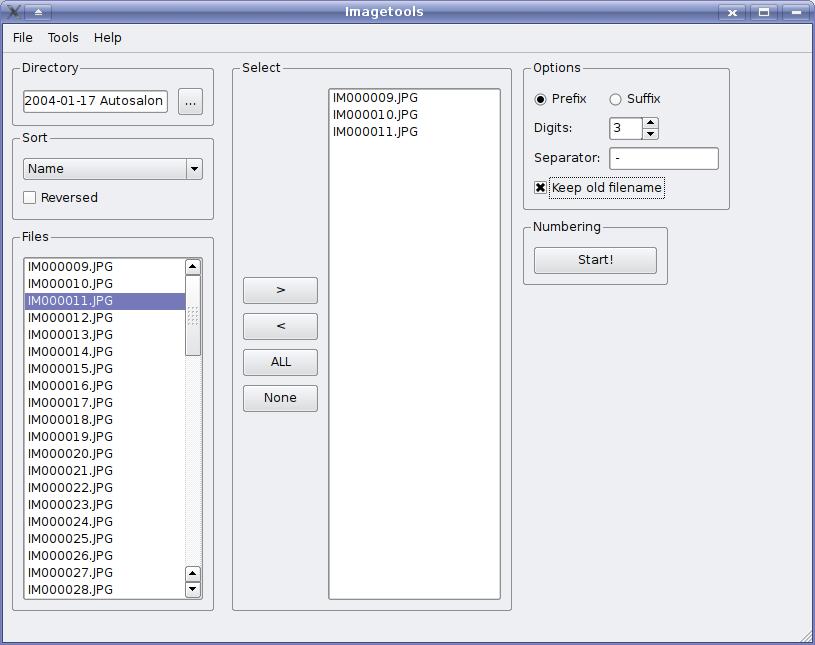 Imagetools
File Tools Help
Directory
2004-01-17 Autosalon
...
Sort
Name
Reversed
Files
IM000009.JPG
IM000010.JPG
IM000011.JPG
IM000012.JPG
IM000013.JPG
IM000014.JPG
IM000015.JPG
IM000016.JPG
IM000017.JPG
IM000018.JPG
IM000019.JPG
IM000020.JPG
IM000021.JPG
IM000022.JPG
IM000023.JPG
IM000024.JPG
IM000025.JPG
IM000026.JPG
IM000027.JPG
IM000028.JPG
Select
>
<
ALL
None
IM000009.JPG
IM000010.JPG
IM000011.JPG
Options
Prefix Suffix
Digits: 3
Separator: -
Keep old filename
Numbering
Start!